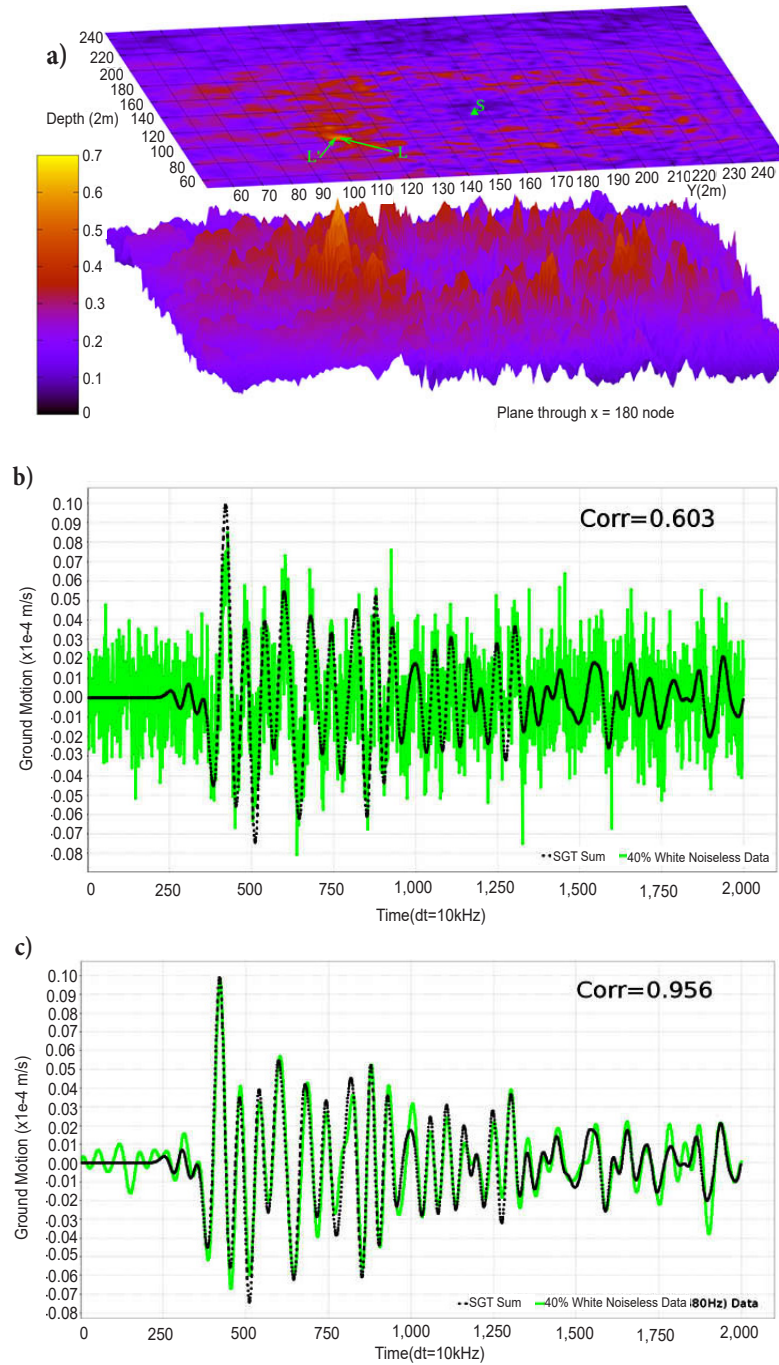 a)
240
220
200
180
160
140
120
100
80
60
Depth (2m)
S
L'
L
60 70 80 90 100 110 120 130 140 150 160 170 180 190 200 210 220 230 240
Y(2m)
0.7
0.6
0.5
0.4
0.3
0.2
0.1
0
Plane through x = 180 node
b)
Corr=0.603
0.10
0.09
0.08
0.07
0.06
0.05
0.04
0.03
0.02
0.01
0.00
-0.01
-0.02
-0.03
-0.04
-0.05
-0.06
-0.07
-0.08
Ground Motion (x1e-4 m/s)
SGT Sum 40% White Noiseless Data
0 250 500 750 1,000 1,250 1,500 1,750 2,000
Time(dt=10kHz)
c)
Corr=0.956
0.10
0.09
0.08
0.07
0.06
0.05
0.04
0.03
0.02
0.01
0.00
-0.01
-0.02
-0.03
-0.04
-0.05
-0.06
-0.07
-0.08
Ground Motion (x1e-4 m/s)
SGT Sum 40% White Noiseless Data 80Hz) Data
0 250 500 750 1,000 1,250 1,500 1,750 2,000
Time(dt=10kHz)